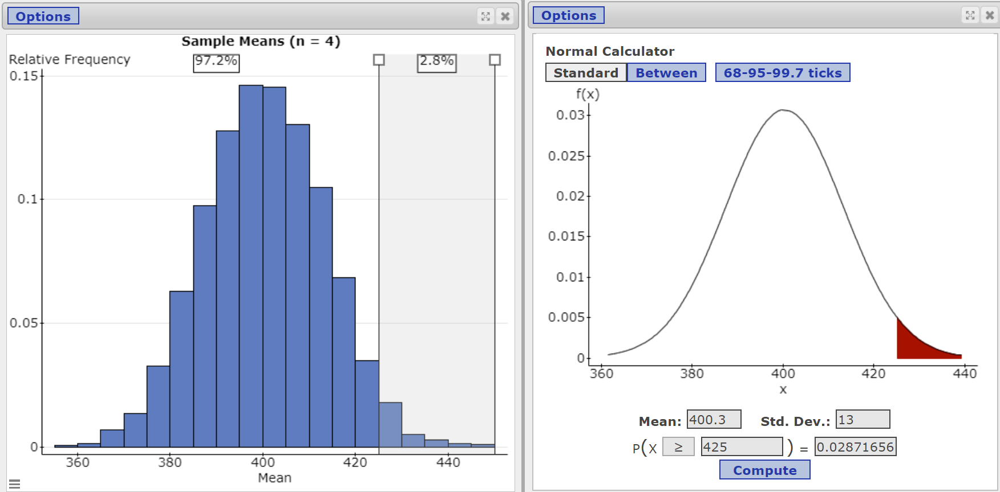 Options
Sample Means (n = 4)
Relative Frequency
97.2%
2.8%
0.15
0.1
0.05
0
360 380 400 420 440
Mean
Options
Normal Calculator
Standard Between 68-95-99.7 ticks
f(x)
0.03
0.025
0.02
0.015
0.01
0.005
0
360 380 400 420 440
x
Mean: 400.3 Std. Dev.: 13
P(X ≥ 425 ) = 0.02871656
Compute